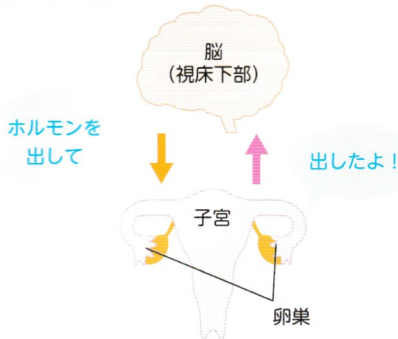 脳
（視床下部）
ホルモンを
出して
出したよ！
子宮
卵巣